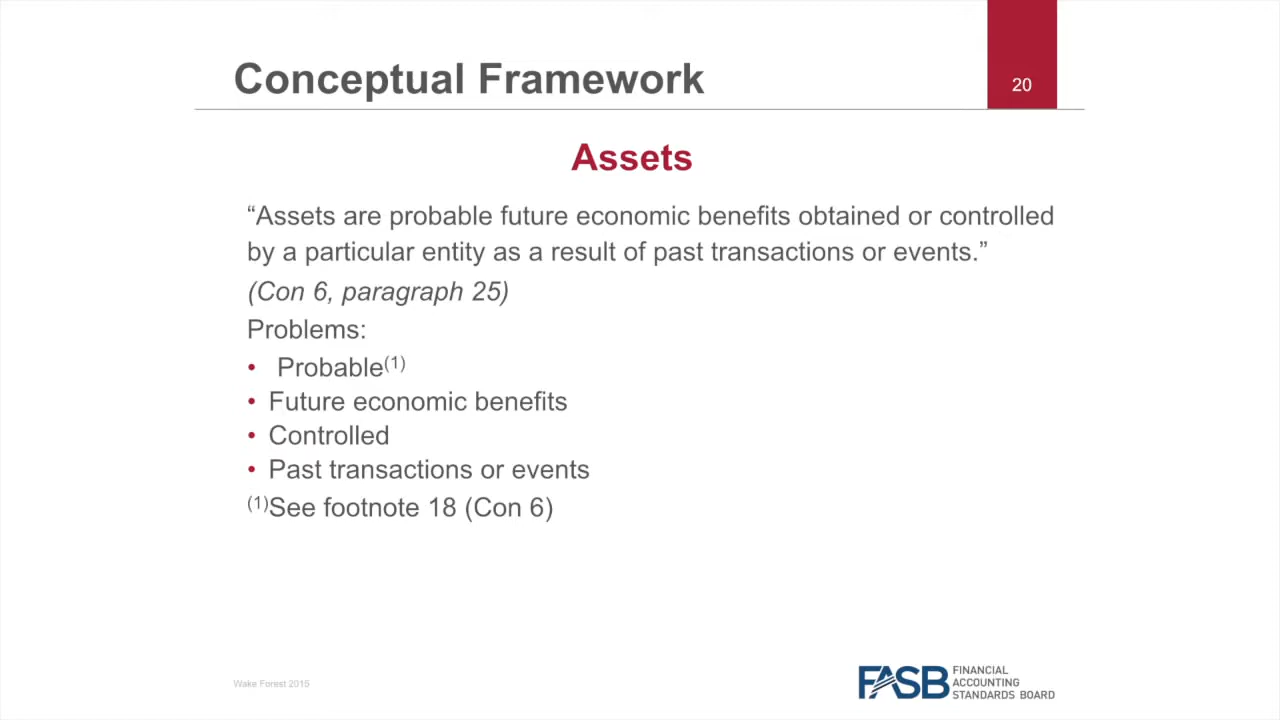 Conceptual Framework
20
Assets
“Assets are probable future economic benefits obtained or controlled
by a particular entity as a result of past transactions or events.”
(Con 6, paragraph 25)
Problems:
• Probable(1)
• Future economic benefits
• Controlled
• Past transactions or events
(1)See footnote 18 (Con 6)
Wake Forest 2015
FASB
FINANCIAL
ACCOUNTING
STANDARDS BOARD